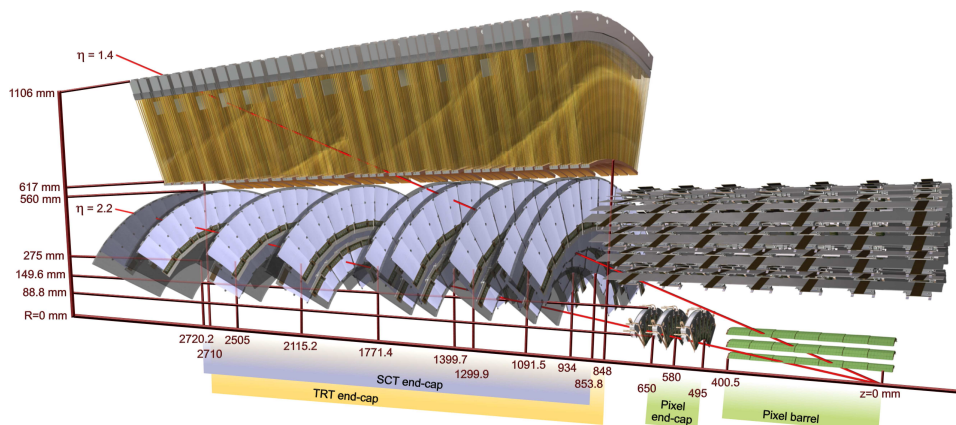 η = 1.4
1106 mm
617 mm
560 mm
η = 2.2
275 mm
149.6 mm
88.8 mm
R=0 mm
2720.2
2710
2505
2115.2
1771.4
1399.7
1299.9
1091.5
934
853.8
848
650
580
495
400.5
z=0 mm
SCT end-cap
TRT end-cap
Pixel
end-cap
Pixel barrel